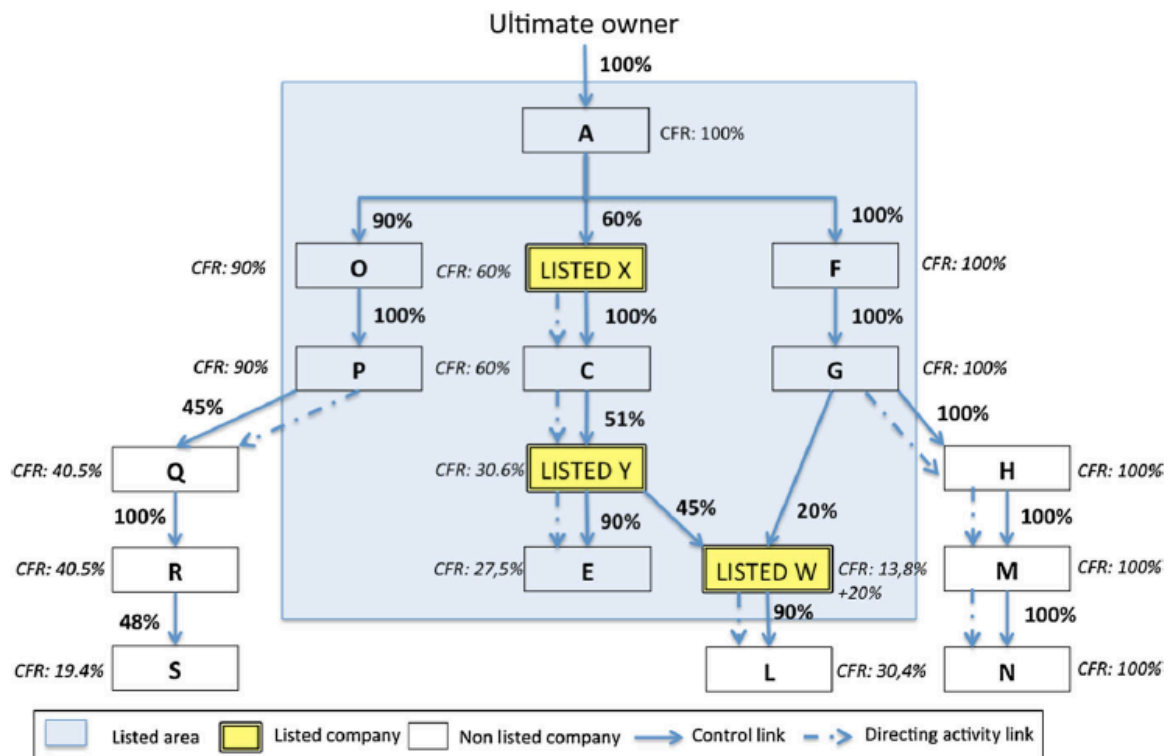 Ultimate owner
100%
A
CFR: 100%
90%
60%
100%
CFR: 90%
O
CFR: 60%
LISTED X
F
CFR: 100%
100%
100%
100%
CFR: 90%
P
CFR: 60%
C
G
CFR: 100%
45%
51%
100%
CFR: 40.5%
Q
CFR: 30.6%
LISTED Y
H
CFR: 100%
100%
90%
45%
20%
100%
CFR: 40.5%
R
CFR: 27,5%
E
LISTED W
CFR: 13,8%
+20%
M
CFR: 100%
48%
90%
100%
CFR: 19.4%
S
L
CFR: 30,4%
N
CFR: 100%
Listed area
Listed company
Non listed company
Control link
Directing activity link